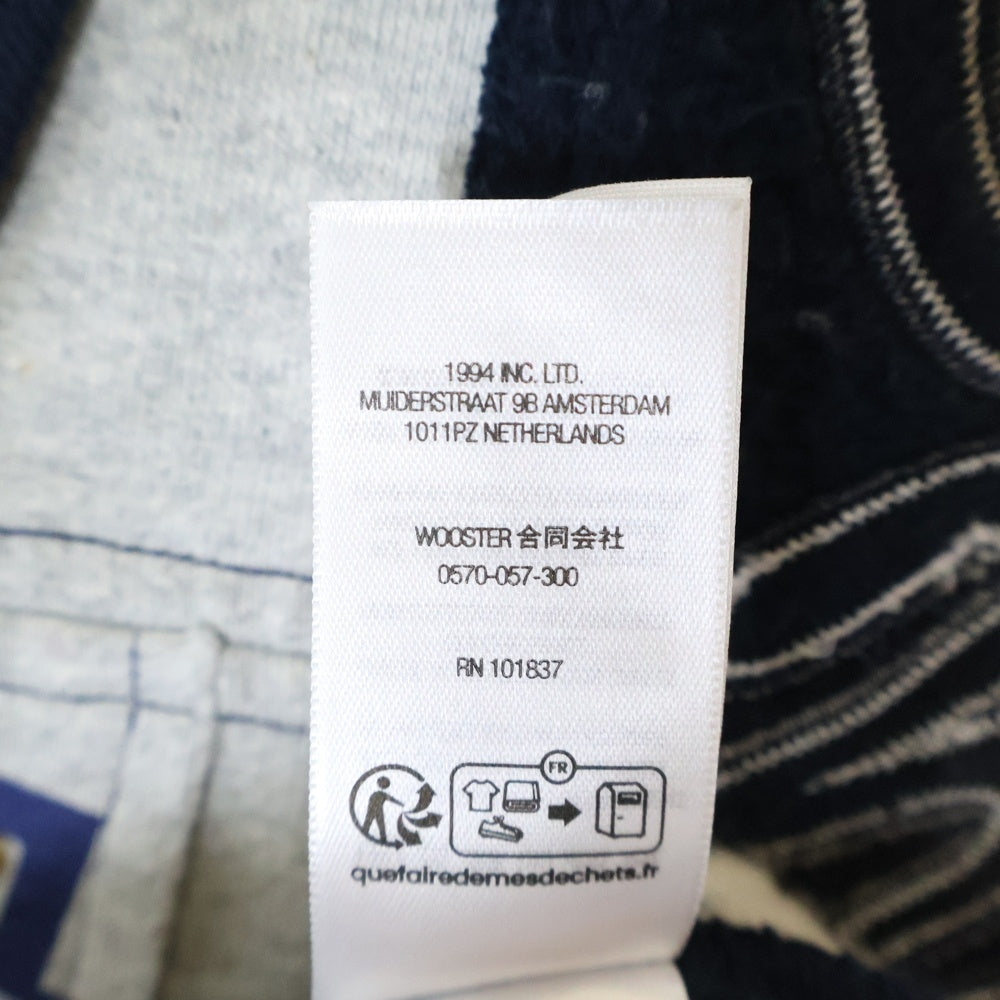 1994 INC. LTD.
MUIDERSTRAAT 9B AMSTERDAM
1011PZ NETHERLANDS
WOOSTER 合同会社
0570-057-300
RN 101837
FR
quefairedemesdechets.fr